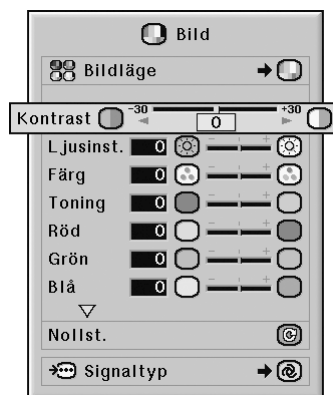 Bild
Bildläge
Kontrast -30 +30
0
Ljusinst. 0 - +
Färg 0 - +
Toning 0 - +
Röd 0 - +
Grön 0 - +
Blå 0 - +
Nollst.
Signaltyp